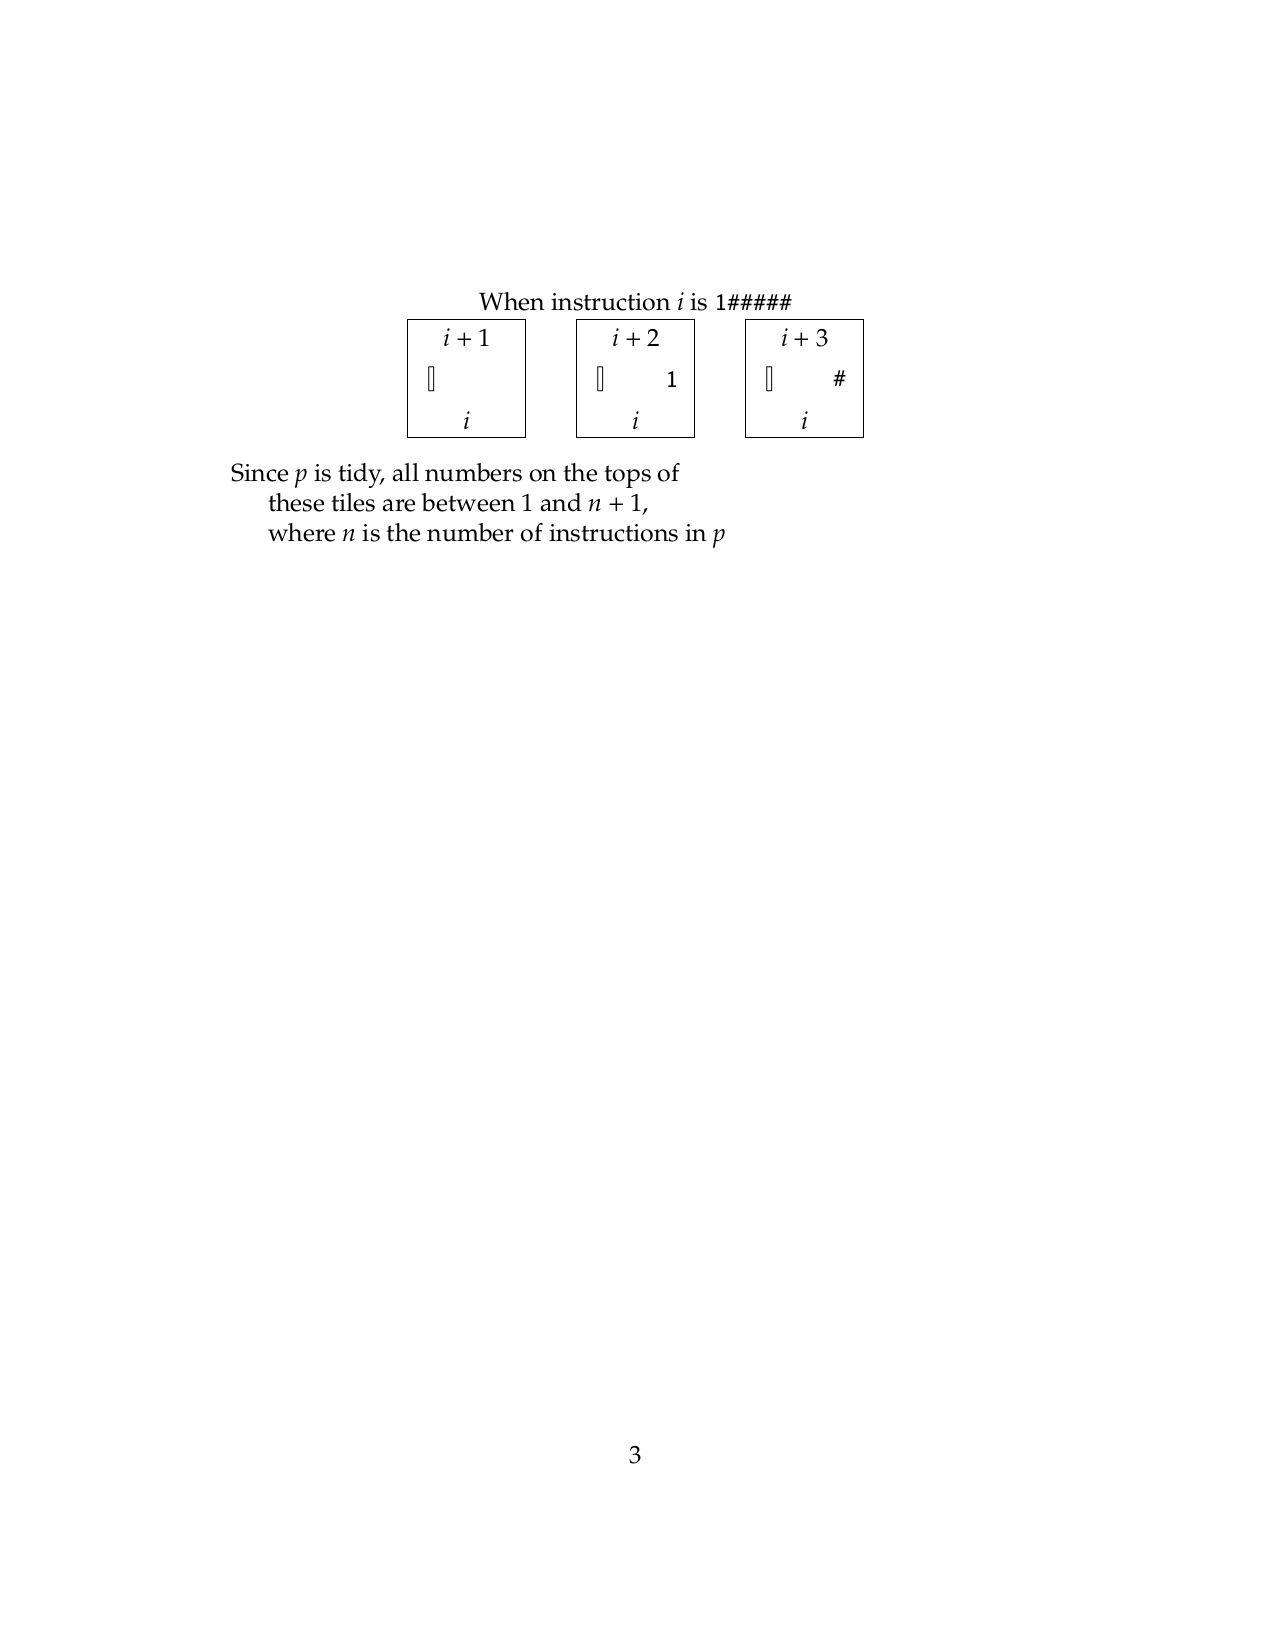 When instruction i is 1#####
i + 1 i + 2 i + 3
▯ ▯ 1 ▯ #
i i i
Since p is tidy, all numbers on the tops of
these tiles are between 1 and n + 1,
where n is the number of instructions in p
3